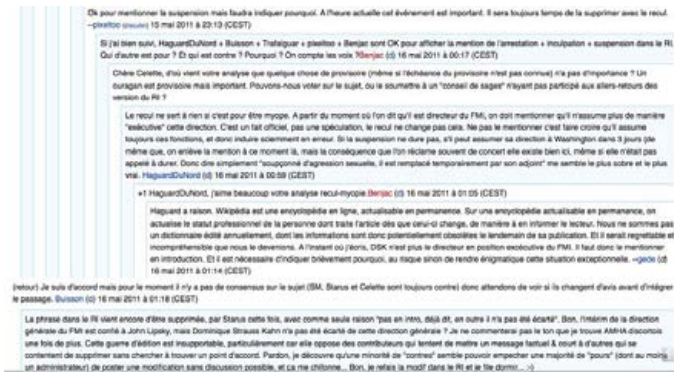 Ok pour mentionner la suspension mais faudra indiquer pourquoi. A l'heure actuelle cet événement est important. Il sera toujours temps de la supprimer avec le recul.
--pixeltoo (discuter) 15 mai 2011 à 23:13 (CEST)
Si j'ai bien suivi, HaguardDuNord + Buisson + Trafalguar + pixeltoo + Benjac sont OK pour afficher la mention de l'arrestation + inculpation + suspension dans le RI.
Qui d'autre est pour ? Et qui est contre ? Pourquoi ? On compte les voix ?Benjac (d) 16 mai 2011 à 00:17 (CEST)
Chère Celette, d'où vient votre analyse que quelque chose de provisoire (même si l'échéance du provisoire n'est pas connue) n'a pas d'importance ? Un
ouragan est provisoire mais important. Pouvons-nous voter sur le sujet, ou le soumettre à un "conseil de sages" n'ayant pas participé aux allers-retours des
version du RI ?
Le recul ne sert à rien si c'est pour être myope. A partir du moment où l'on dit qu'il est directeur du FMI, on doit mentionner qu'il n'assume plus de manière
"exécutive" cette direction. C'est un fait officiel, pas une spéculation, le recul ne change pas cela. Ne pas le mentionner c'est faire croire qu'il assume
toujours ces fonctions, et donc induire sciemment en erreur. Si la suspension ne dure pas, s'il peut assumer sa direction à Washington dans 3 jours (de
même que, on enlève la mention à ce moment là, mais la conséquence que l'on réclame souvent de concert elle existe bien ici, même si elle n'était pas
appelé à durer. Donc dire simplement "soupçonné d'agression sexuelle, il est remplacé temporairement par son adjoint" me semble le plus sobre et le plus
vrai. HaguardDuNord (d) 16 mai 2011 à 00:59 (CEST)
+1 HaguardDuNord, j'aime beaucoup votre analyse recul-myopie.Benjac (d) 16 mai 2011 à 01:05 (CEST)
Haguard a raison. Wikipédia est une encyclopédie en ligne, actualisable en permanence. Sur une encyclopédie actualisable en permanence, on
actualise le statut professionnel de la personne dont traite l'article dès que celui-ci change, de manière à en informer le lecteur. Nous ne sommes pas
un dictionnaire édité annuellement, dont les informations sont donc potentiellement obsolètes le lendemain de sa publication. Et il serait regrettable et
incompréhensible que nous le devenions. A l'instant où j'écris, DSK n'est plus le directeur en position excécutive du FMI. Il faut donc le mentionner
en introduction. Et il est nécessaire d'indiquer brièvement pourquoi, au risque sinon de rendre énigmatique cette situation exceptionnelle. --gede (d)
16 mai 2011 à 01:14 (CEST)
(retour) Je suis d'accord mais pour le moment il n'y a pas de consensus sur le sujet (SM, Starus et Celette sont toujours contre) donc attendons de voir si ils changent d'avis avant d'intégrer
le passage. Buisson (d) 16 mai 2011 à 01:18 (CEST)
La phrase dans le RI vient encore d'être supprimée, par Starus cette fois, avec comme seule raison "pas en intro, déjà dit, en outre il n'a pas été écarté". Bon, l'intérim de la direction
générale du FMI est confié à John Lipsky, mais Dominique Strauss Kahn n'a pas été écarté de cette direction générale ? Je ne commenterai pas le ton que je trouve AMHA discortois
une fois de plus. Cette guerre d'édition est insupportable, particulièrement car elle oppose des contributeurs qui tentent de mettre un message factuel & court à d'autres qui se
contentent de supprimer sans chercher à trouver un point d'accord. Pardon, je découvre qu'une minorité de "contres" semble pouvoir empecher une majorité de "pours" (dont au moins
un administrateur) de poster une modification sans discussion possible, et ca me chifonne... Bon, je refais la modif dans le RI et je file dormir... :-)